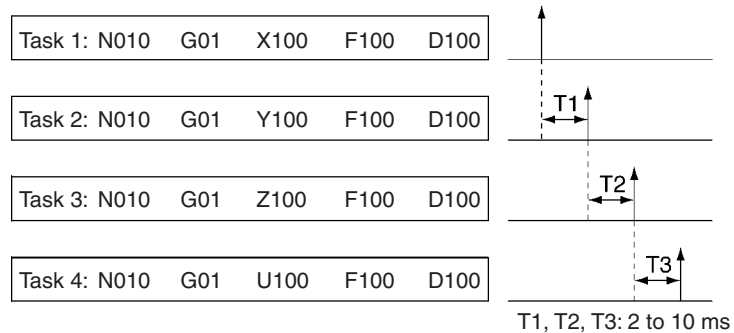 Task 1: N010 G01 X100 F100 D100
T1
Task 2: N010 G01 Y100 F100 D100
T2
Task 3: N010 G01 Z100 F100 D100
T3
Task 4: N010 G01 U100 F100 D100
T1, T2, T3: 2 to 10 ms